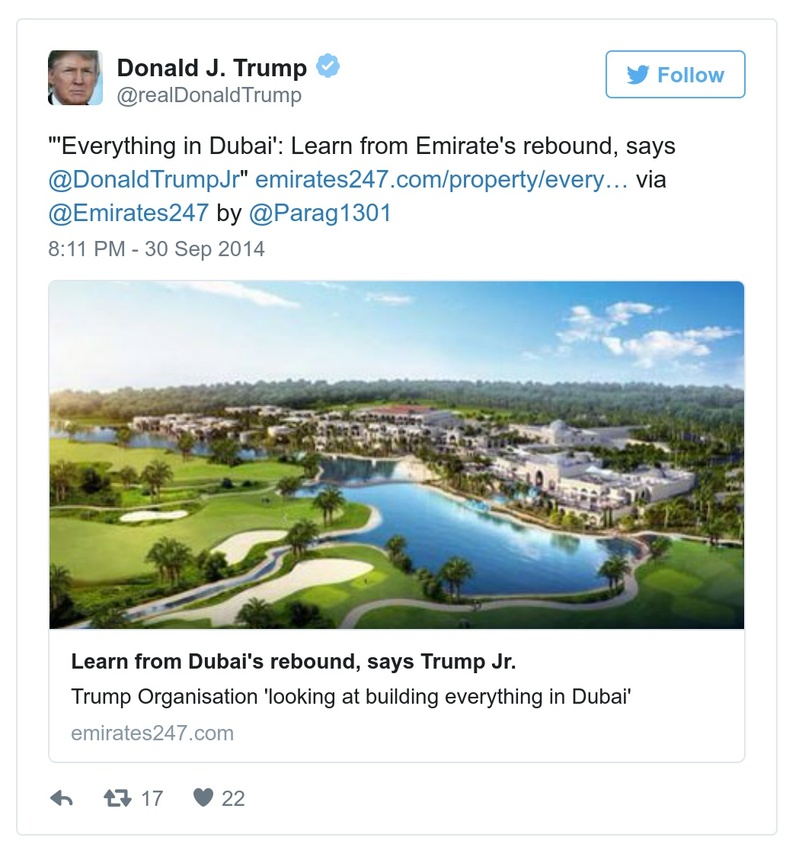 Donald J. Trump
@realDonaldTrump
Follow
"'Everything in Dubai': Learn from Emirate's rebound, says
@DonaldTrumpJr" emirates247.com/property/every… via
@Emirates247 by @Parag1301
8:11 PM - 30 Sep 2014
Learn from Dubai's rebound, says Trump Jr.
Trump Organisation 'looking at building everything in Dubai'
emirates247.com
17 22